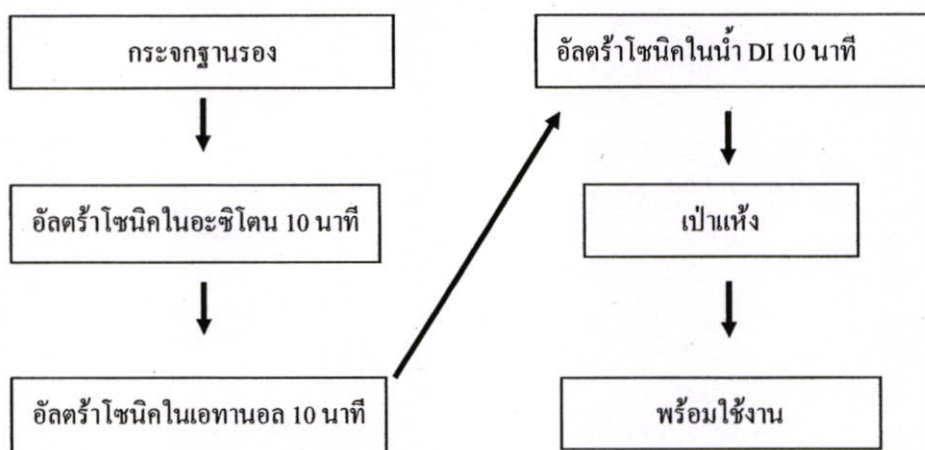 กระจกฐานรอง
อัลตร้าโซนิคในอะซิโตน 10 นาที
อัลตร้าโซนิคในเอทานอล 10 นาที
อัลตร้าโซนิคในน้ำ DI 10 นาที
เป่าแห้ง
พร้อมใช้งาน